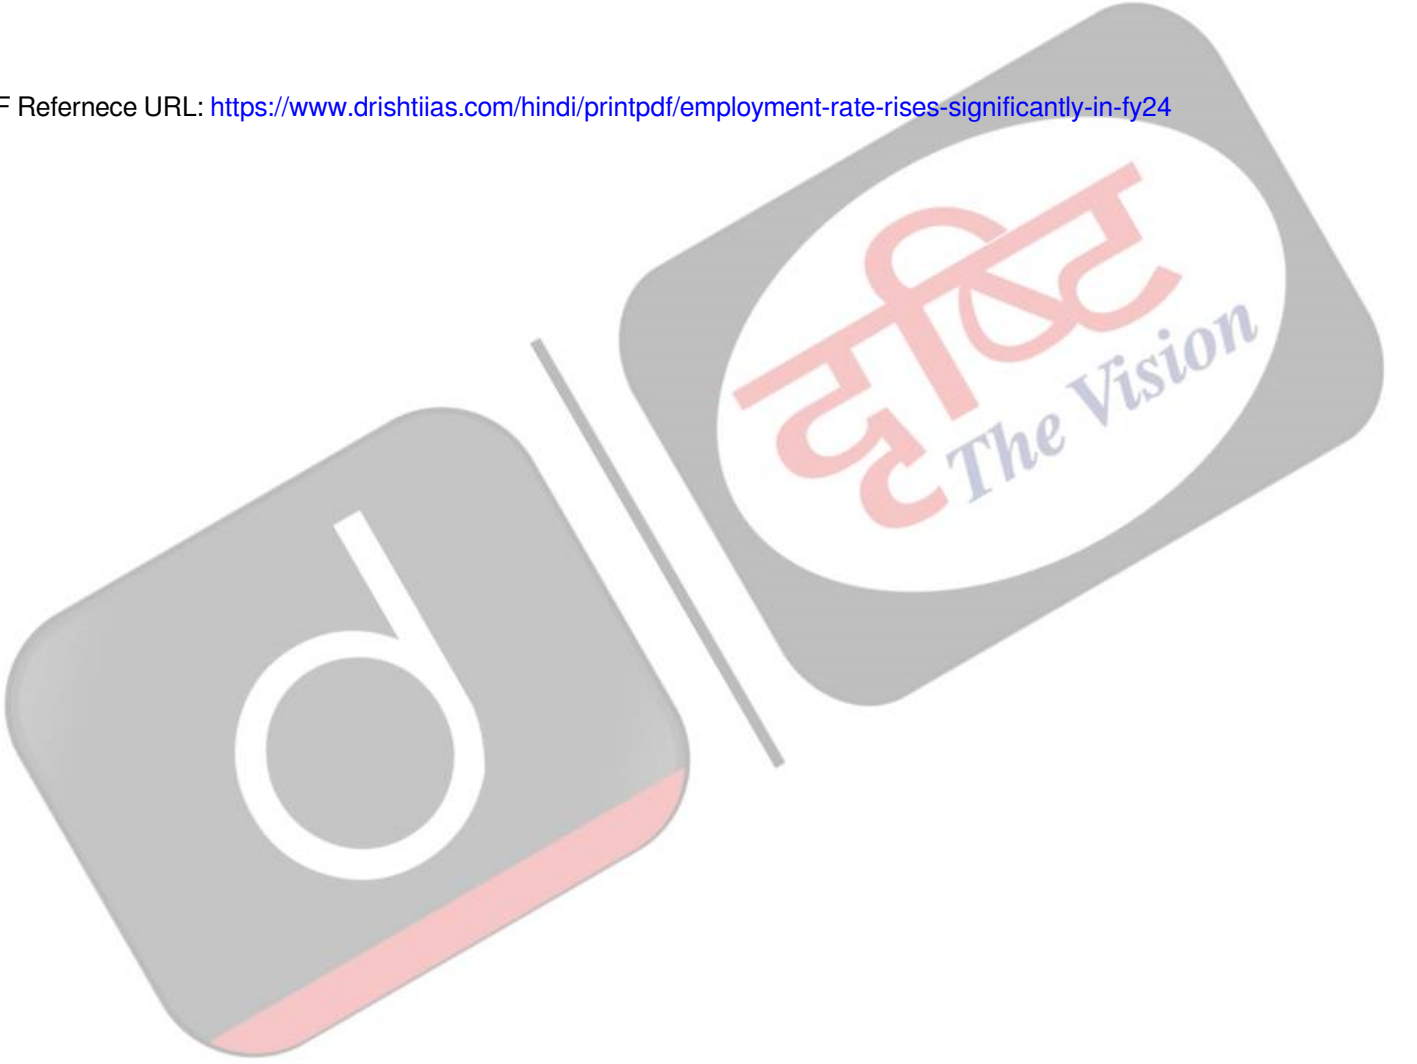 F Refernece URL: https://www.drishtiias.com/hindi/printpdf/employment-rate-rises-significantly-in-fy24
दृष्टि
The Vision
d